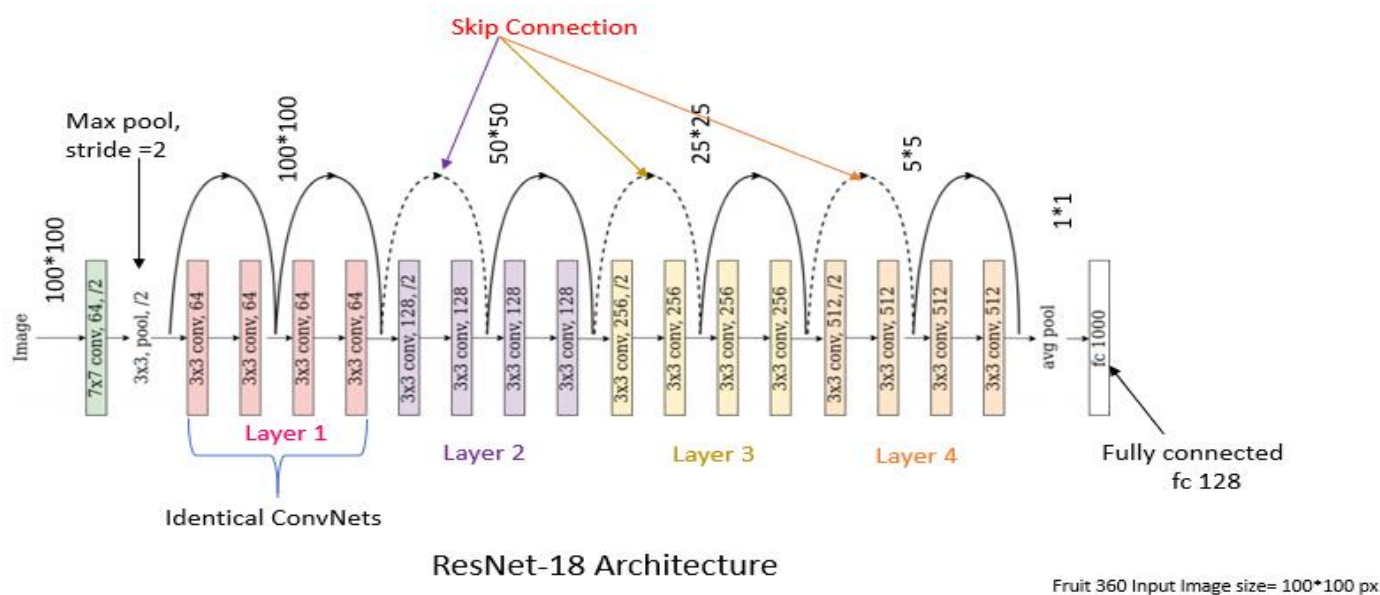 Skip Connection
Max pool,
stride =2
100*100
100*100
50*50
25*25
5*5
1*1
Image
7x7 conv, 64, /2
3x3, pool, /2
3x3 conv, 64
3x3 conv, 64
3x3 conv, 64
3x3 conv, 64
3x3 conv, 128, /2
3x3 conv, 128
3x3 conv, 128
3x3 conv, 128
3x3 conv, 256, /2
3x3 conv, 256
3x3 conv, 256
3x3 conv, 256
3x3 conv, 512, /2
3x3 conv, 512
3x3 conv, 512
3x3 conv, 512
avg pool
fc 1000
Layer 1
Layer 2
Layer 3
Layer 4
Fully connected
fc 128
Identical ConvNets
ResNet-18 Architecture
Fruit 360 Input Image size= 100*100 px